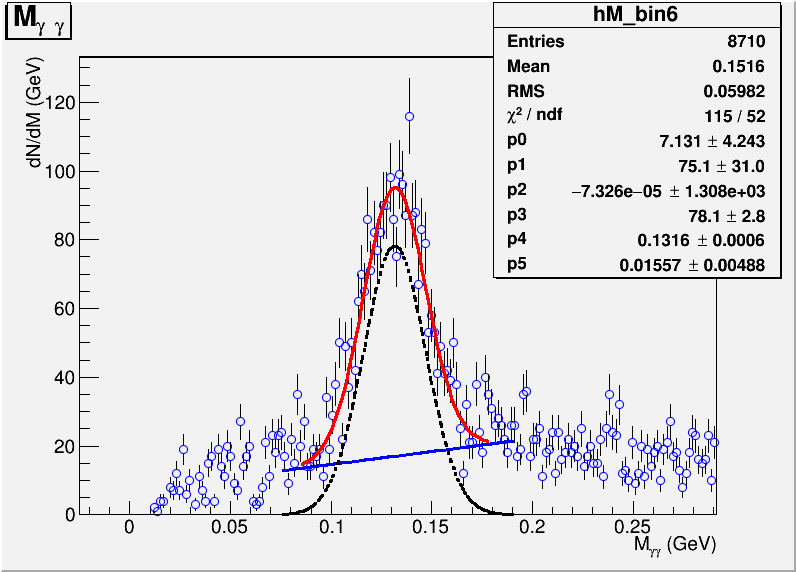 Mγ γ
hM_bin6
Entries 8710
Mean 0.1516
RMS 0.05982
χ² / ndf 115 / 52
p0 7.131 ± 4.243
p1 75.1 ± 31.0
p2 −7.326e−05 ± 1.308e+03
p3 78.1 ± 2.8
p4 0.1316 ± 0.0006
p5 0.01557 ± 0.00488
dN/dM (GeV)
120
100
80
60
40
20
0
0 0.05 0.1 0.15 0.2 0.25
Mγγ (GeV)